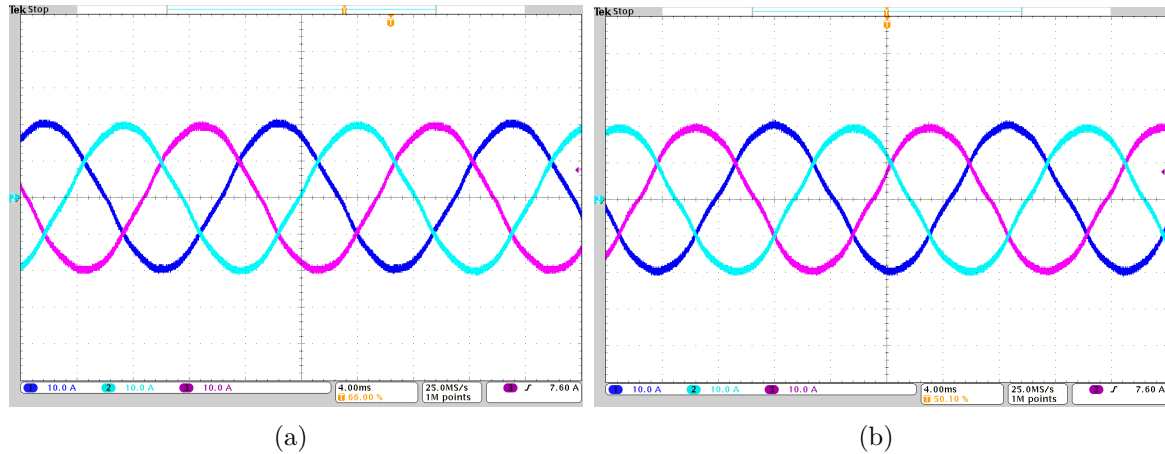 Tek Stop
T
T
2
1 10.0 A 2 10.0 A 3 10.0 A
4.00ms
T 66.00 %
25.0MS/s
1M points
3 7.60 A
(a)
Tek Stop
T
T
2
1 10.0 A 2 10.0 A 3 10.0 A
4.00ms
T 50.10 %
25.0MS/s
1M points
3 7.60 A
(b)